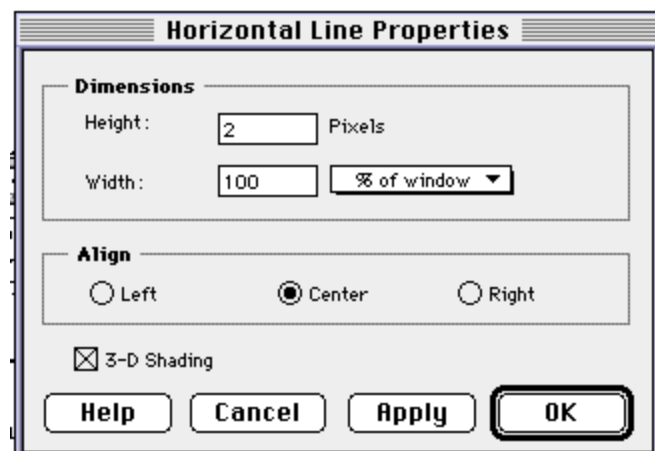 Horizontal Line Properties
Dimensions
Height: 2 Pixels
Width: 100 % of window
Align
Left Center Right
3-D Shading
Help Cancel Apply OK